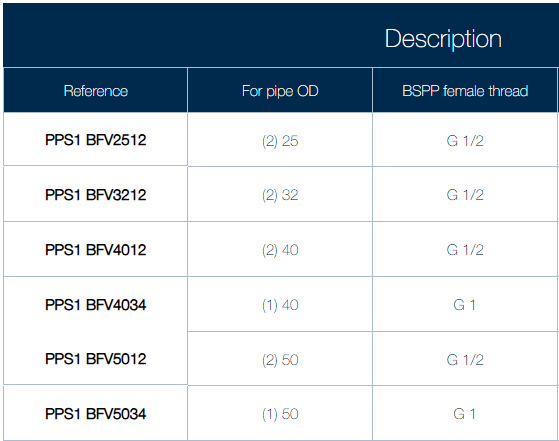 Description
Reference For pipe OD BSPP female thread
PPS1 BFV2512 (2) 25 G 1/2
PPS1 BFV3212 (2) 32 G 1/2
PPS1 BFV4012 (2) 40 G 1/2
PPS1 BFV4034 (1) 40 G 1
PPS1 BFV5012 (2) 50 G 1/2
PPS1 BFV5034 (1) 50 G 1